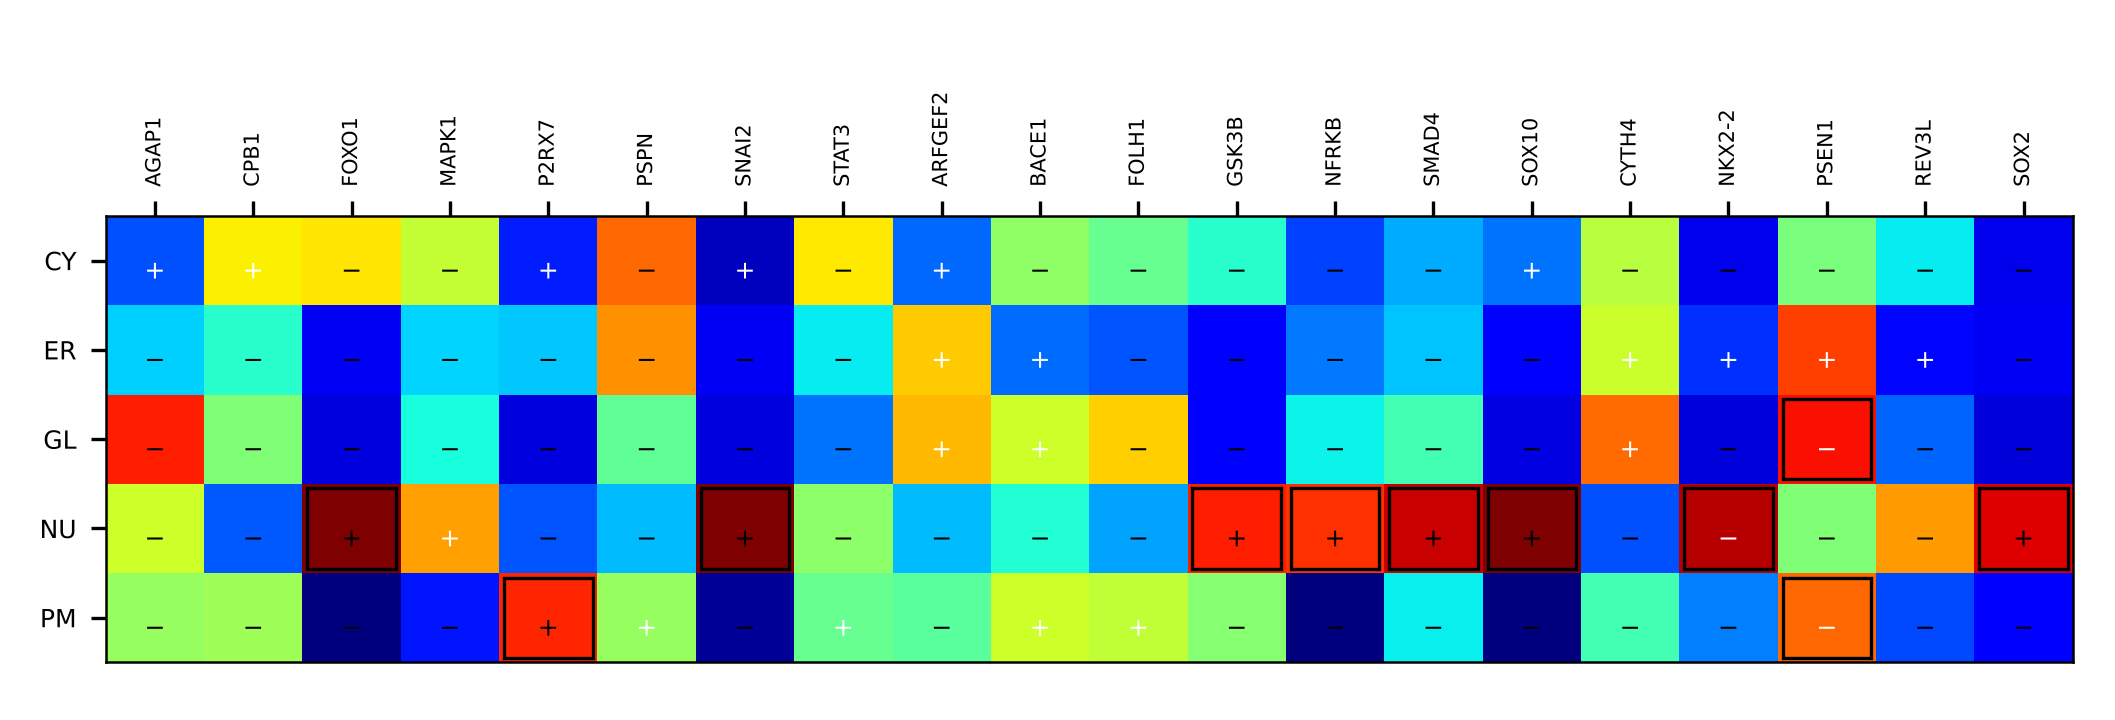 AGAP1 CPB1 FOXO1 MAPK1 P2RX7 PSPN SNAI2 STAT3 ARFGEF2 BACE1 FOLH1 GSK3B NFRKB SMAD4 SOX10 CYTH4 NKX2-2 PSEN1 REV3L SOX2
CY + + − − + − + − + − − − − − + − − − − −
ER − − − − − − − − + + − − − − − + + + + −
GL − − − − − − − − + + − − − − − + − − − −
NU − − + + − − + − − − − + + + + − − − − +
PM − − − − + + − + − + + − − − − − − − − −